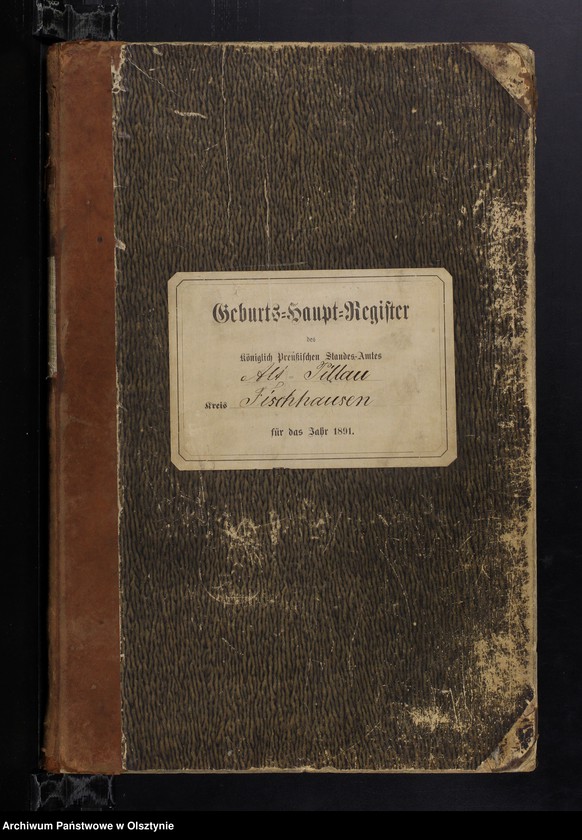 Geburts-Haupt-Register
des
Königlich Preußischen Standes-Amtes
Alt-Pillau
Kreis Fischhausen
für das Jahr 1891.
Archiwum Państwowe w Olsztynie